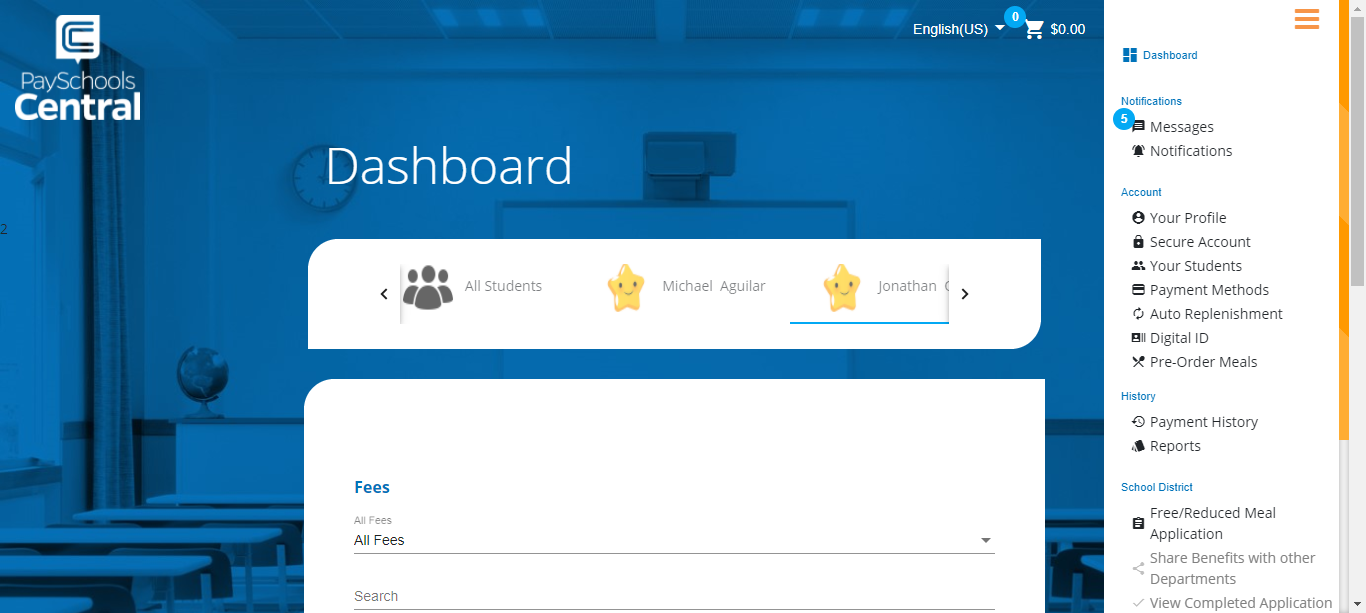 PaySchools
Central
English(US)
0
$0.00
2
Dashboard
All Students
Michael Aguilar
Jonathan
Fees
All Fees
All Fees
Search
Dashboard
Notifications
5
Messages
Notifications
Account
Your Profile
Secure Account
Your Students
Payment Methods
Auto Replenishment
Digital ID
Pre-Order Meals
History
Payment History
Reports
School District
Free/Reduced Meal
Application
Share Benefits with other
Departments
View Completed Application